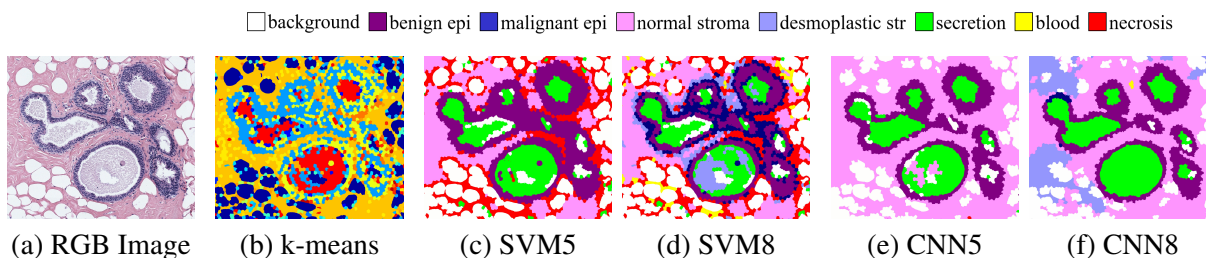 background benign epi malignant epi normal stroma desmoplastic str secretion blood necrosis
(a) RGB Image (b) k-means (c) SVM5 (d) SVM8 (e) CNN5 (f) CNN8